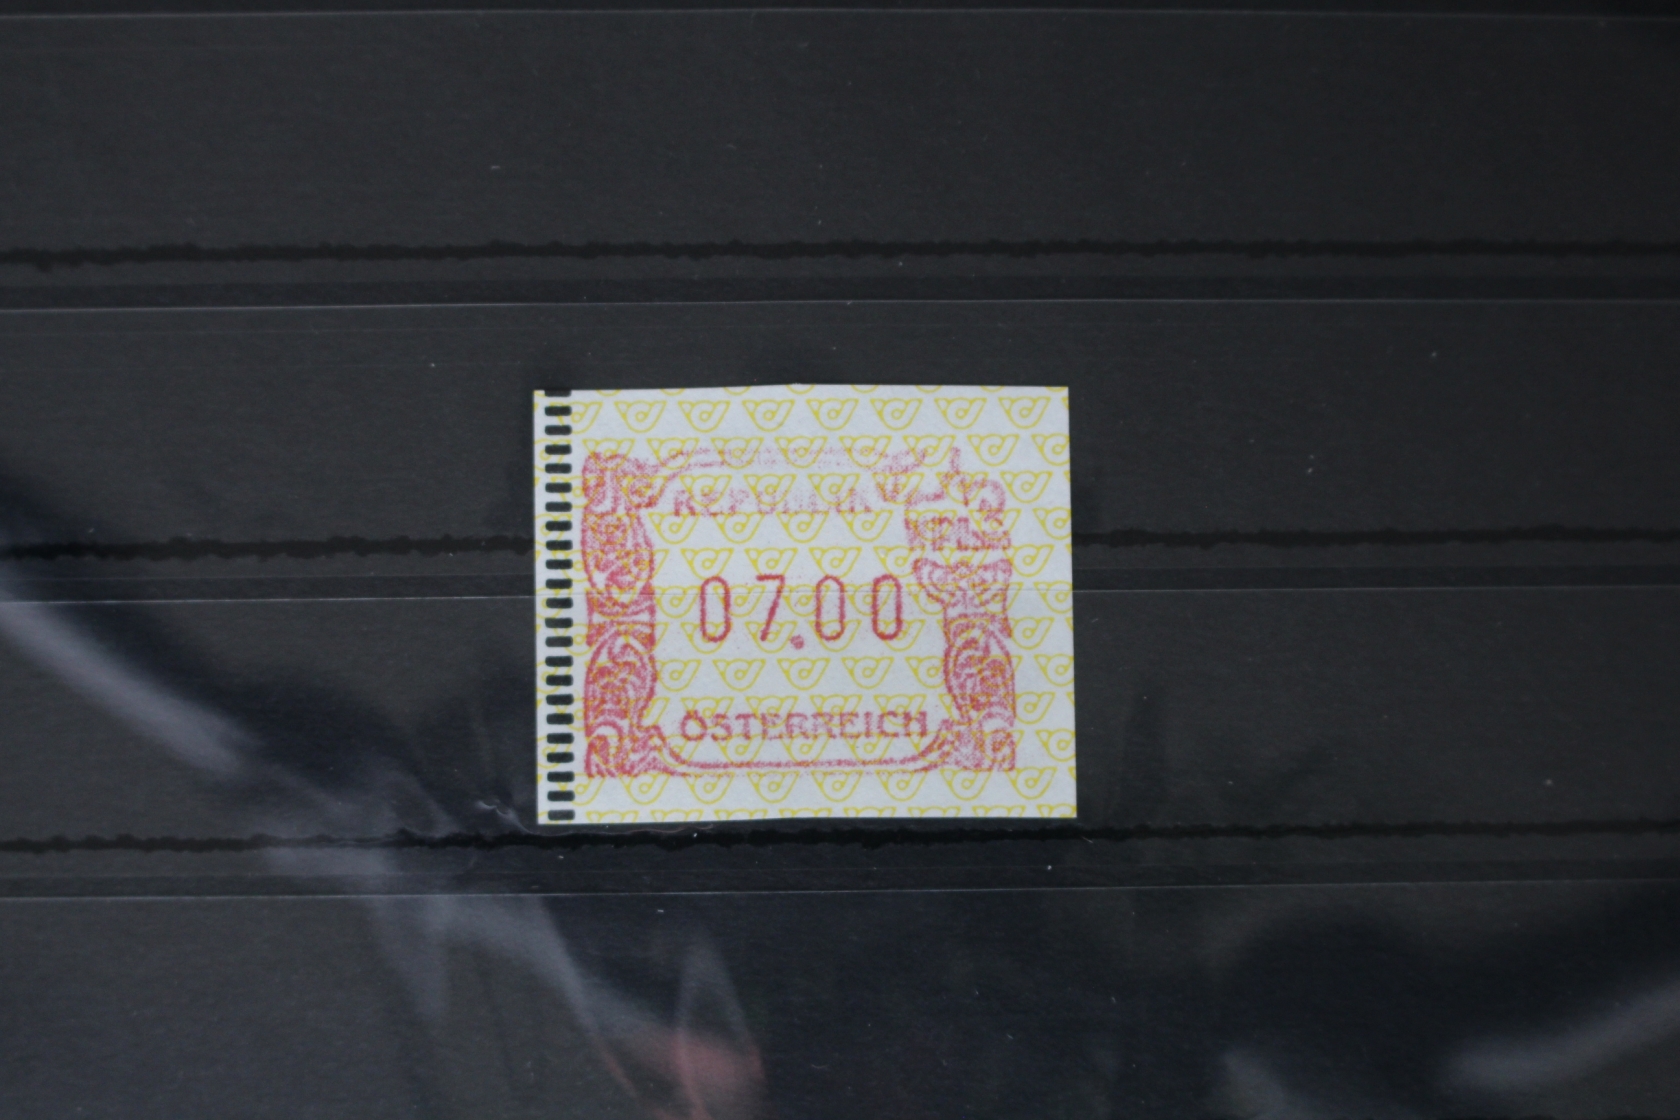 REPUBLIK
07.00
ÖSTERREICH